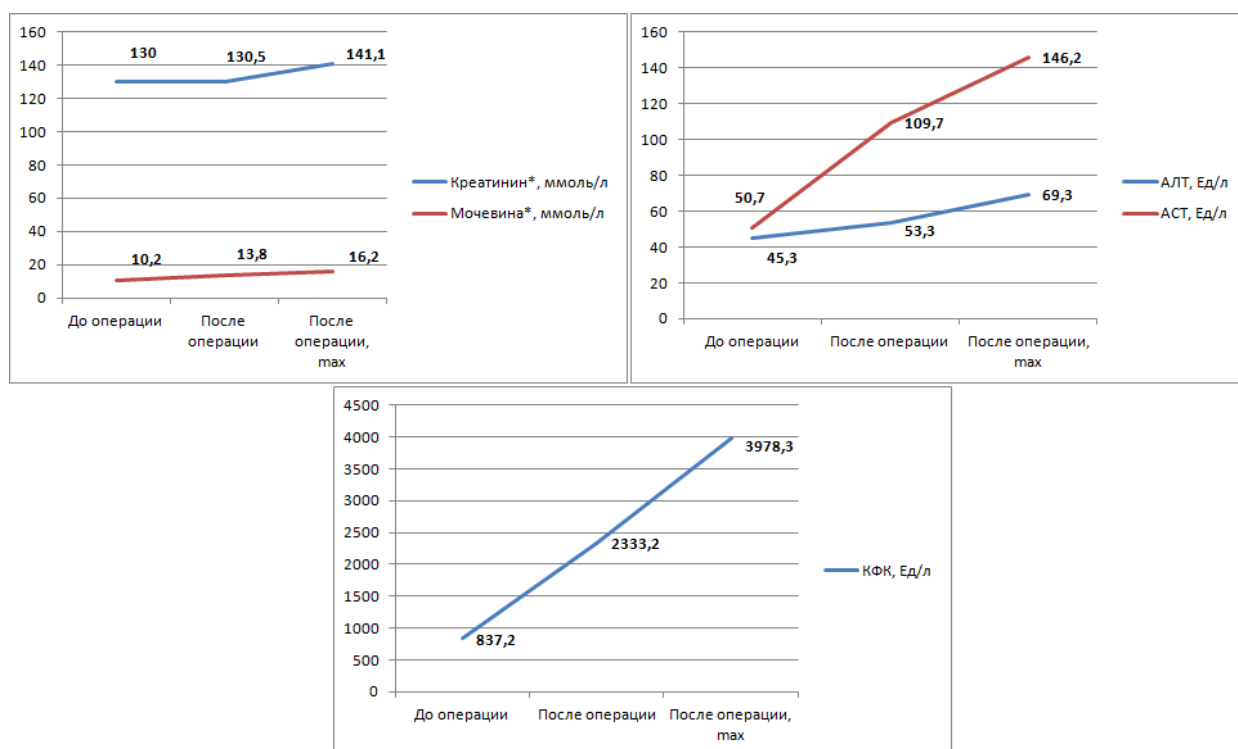 160
140
120
100
80
60
40
20
0
130
130,5
141,1
10,2
13,8
16,2
До операции
После
операции
После
операции,
max
Креатинин*, ммоль/л
Мочевина*, ммоль/л
160
140
120
100
80
60
40
20
0
50,7
109,7
146,2
45,3
53,3
69,3
До операции
После операции
После операции,
max
АЛТ, Ед/л
АСТ, Ед/л
4500
4000
3500
3000
2500
2000
1500
1000
500
0
837,2
2333,2
3978,3
До операции
После операции
После операции,
max
КФК, Ед/л